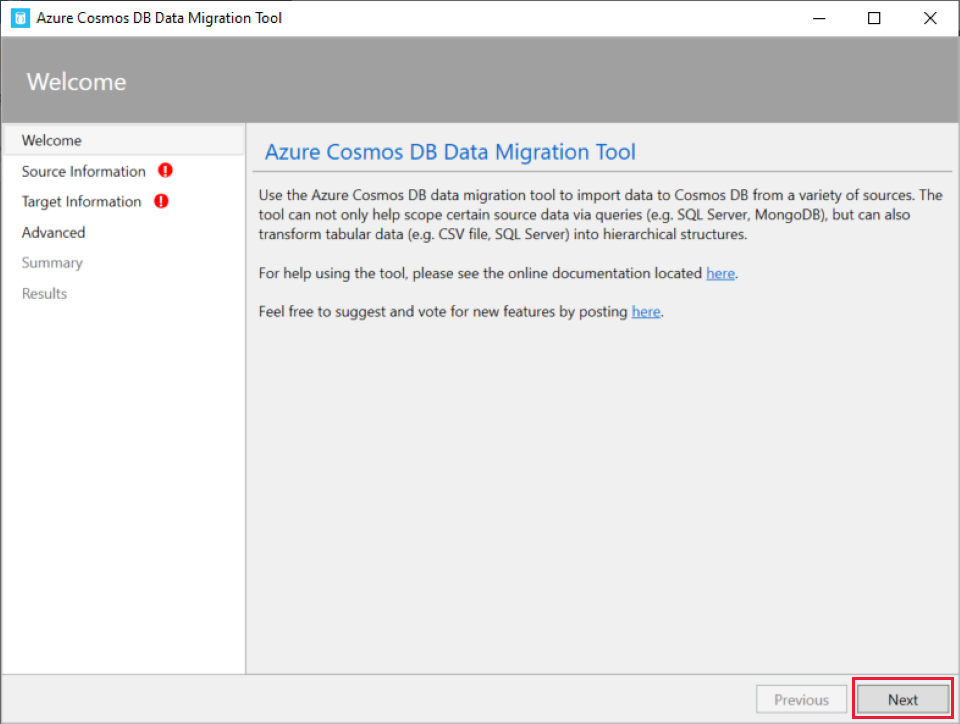 Azure Cosmos DB Data Migration Tool
Welcome
Welcome
Source Information
Target Information
Advanced
Summary
Results
Azure Cosmos DB Data Migration Tool
Use the Azure Cosmos DB data migration tool to import data to Cosmos DB from a variety of sources. The
tool can not only help scope certain source data via queries (e.g. SQL Server, MongoDB), but can also
transform tabular data (e.g. CSV file, SQL Server) into hierarchical structures.
For help using the tool, please see the online documentation located here.
Feel free to suggest and vote for new features by posting here.
Previous
Next